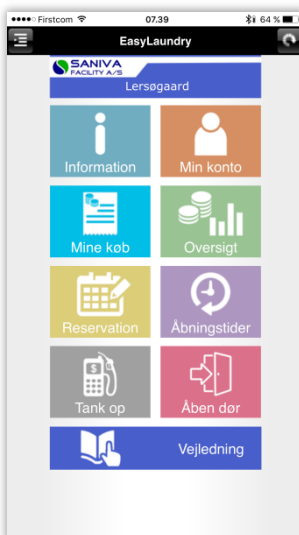 Firstcom 07.39 64 %
EasyLaundry
SANIVA
FACILITY A/S
Lersøgaard
Information
Min konto
Mine køb
Oversigt
Reservation
Åbningstider
$
Tank op
Åben dør
Vejledning